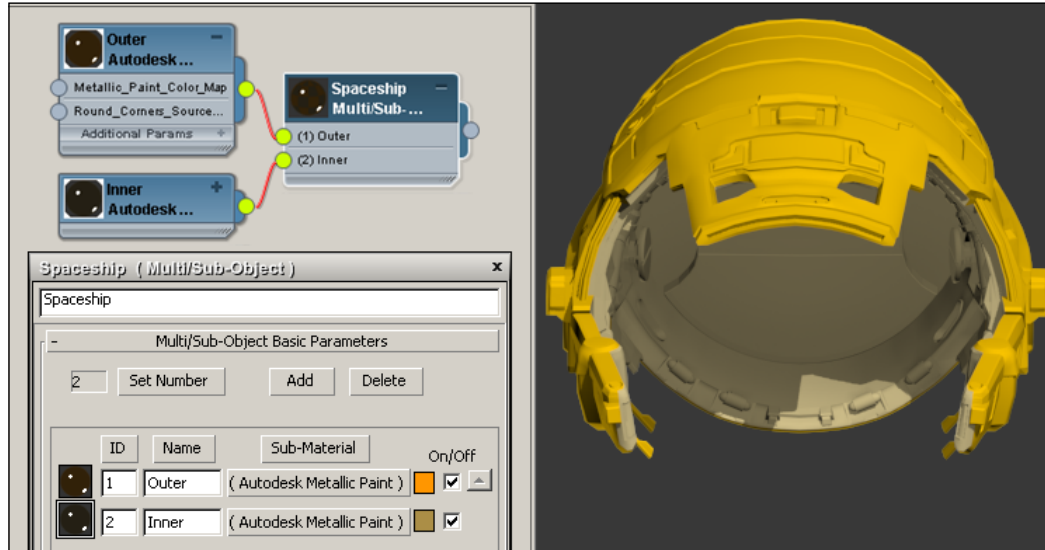 Outer
Autodesk...
Metallic_Paint_Color_Map
Round_Corners_Source...
Additional Params +
Spaceship
Multi/Sub-...
(1) Outer
(2) Inner
Inner
Autodesk...
Spaceship ( Multi/Sub-Object ) x
Spaceship
- Multi/Sub-Object Basic Parameters
2 Set Number Add Delete
ID Name Sub-Material On/Off
1 Outer ( Autodesk Metallic Paint )
2 Inner ( Autodesk Metallic Paint )